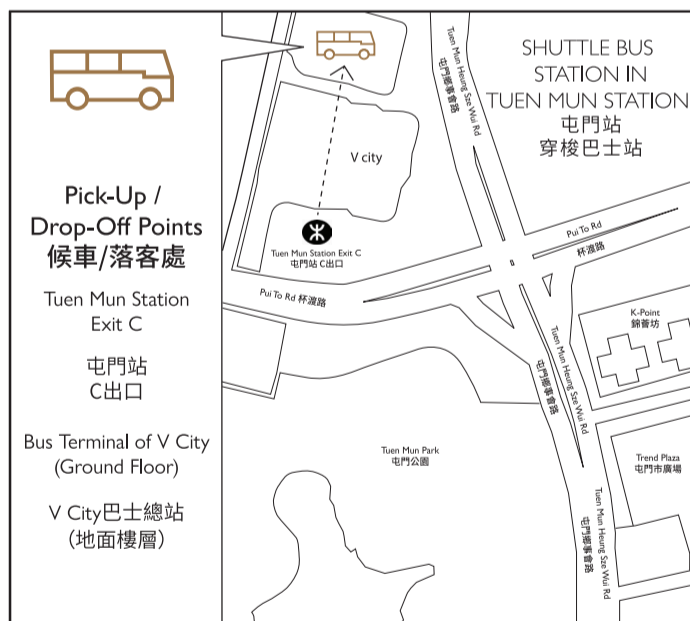 Pick-Up /
Drop-Off Points
候車/落客處
Tuen Mun Station
Exit C
屯門站
C出口
Bus Terminal of V City
(Ground Floor)
V City巴士總站
(地面樓層)
SHUTTLE BUS
STATION IN
TUEN MUN STATION
屯門站
穿梭巴士站
Tuen Mun Heung Sze Wui Rd
屯門鄉事會路
V city
Tuen Mun Station Exit C
屯門站 C出口
Pui To Rd
杯渡路
Pui To Rd 杯渡路
K-Point
錦薈坊
Tuen Mun Heung Sze Wui Rd
屯門鄉事會路
Tuen Mun Park
屯門公園
Trend Plaza
屯門市廣場
Tuen Mun Heung Sze Wui Rd
屯門鄉事會路